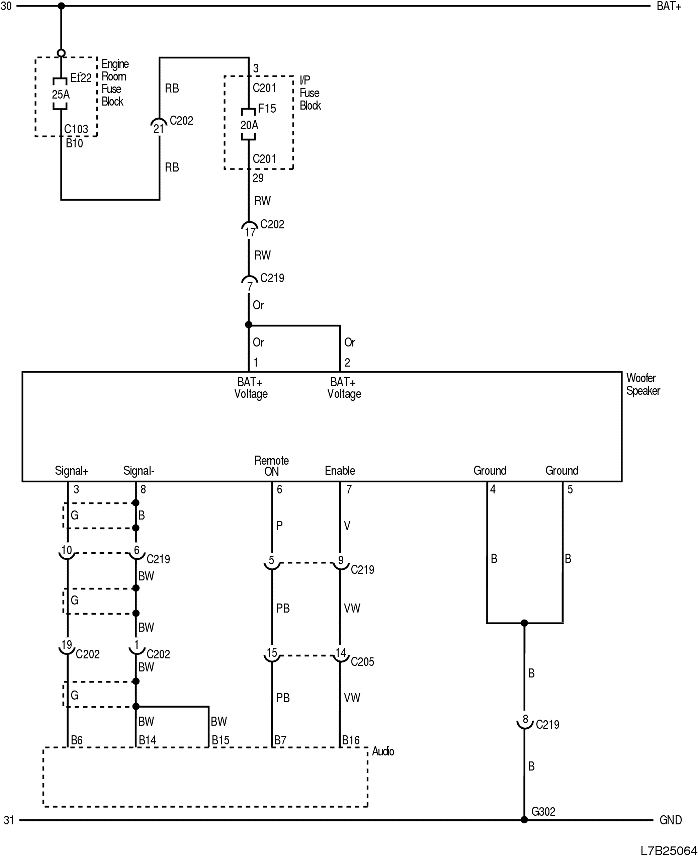 30
BAT+
Engine
Room
Fuse
Block
25A
C103
B10
RB
21
C202
RB
3
C201
F15
20A
C201
29
I/P
Fuse
Block
RW
C202
17
RW
C219
7
Or
Or
Or
1
2
BAT+
Voltage
BAT+
Voltage
Woofer
Speaker
Signal+
Signal-
Remote
ON
Enable
Ground
Ground
3
8
6
7
4
5
G
B
P
V
10
6
C219
5
9
C219
B
B
BW
G
PB
VW
BW
19
C202
1
C202
15
14
C205
BW
G
PB
VW
B
BW
BW
8
C219
B6
B14
B15
B7
B16
Audio
B
G302
31
GND
L7B25064